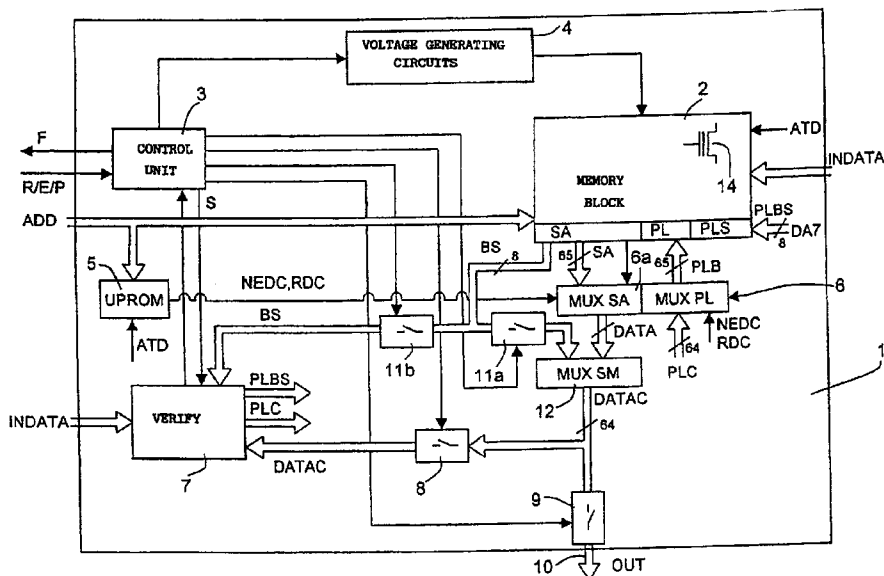 4
VOLTAGE GENERATING
CIRCUITS
3
2
F
CONTROL
UNIT
ATD
R/E/P
14
INDATA
S
MEMORY
BLOCK
ADD
PLBS
SA
PL
PLS
DA7
8
BS
8
65
SA
65
PLB
6a
5
UPROM
NEDC,RDC
MUX SA
MUX PL
6
BS
DATA
NEDC
RDC
ATD
64
PLC
11b
11a
1
PLBS
MUX SM
INDATA
VERIFY
PLC
12
DATAC
64
7
DATAC
8
9
10
OUT